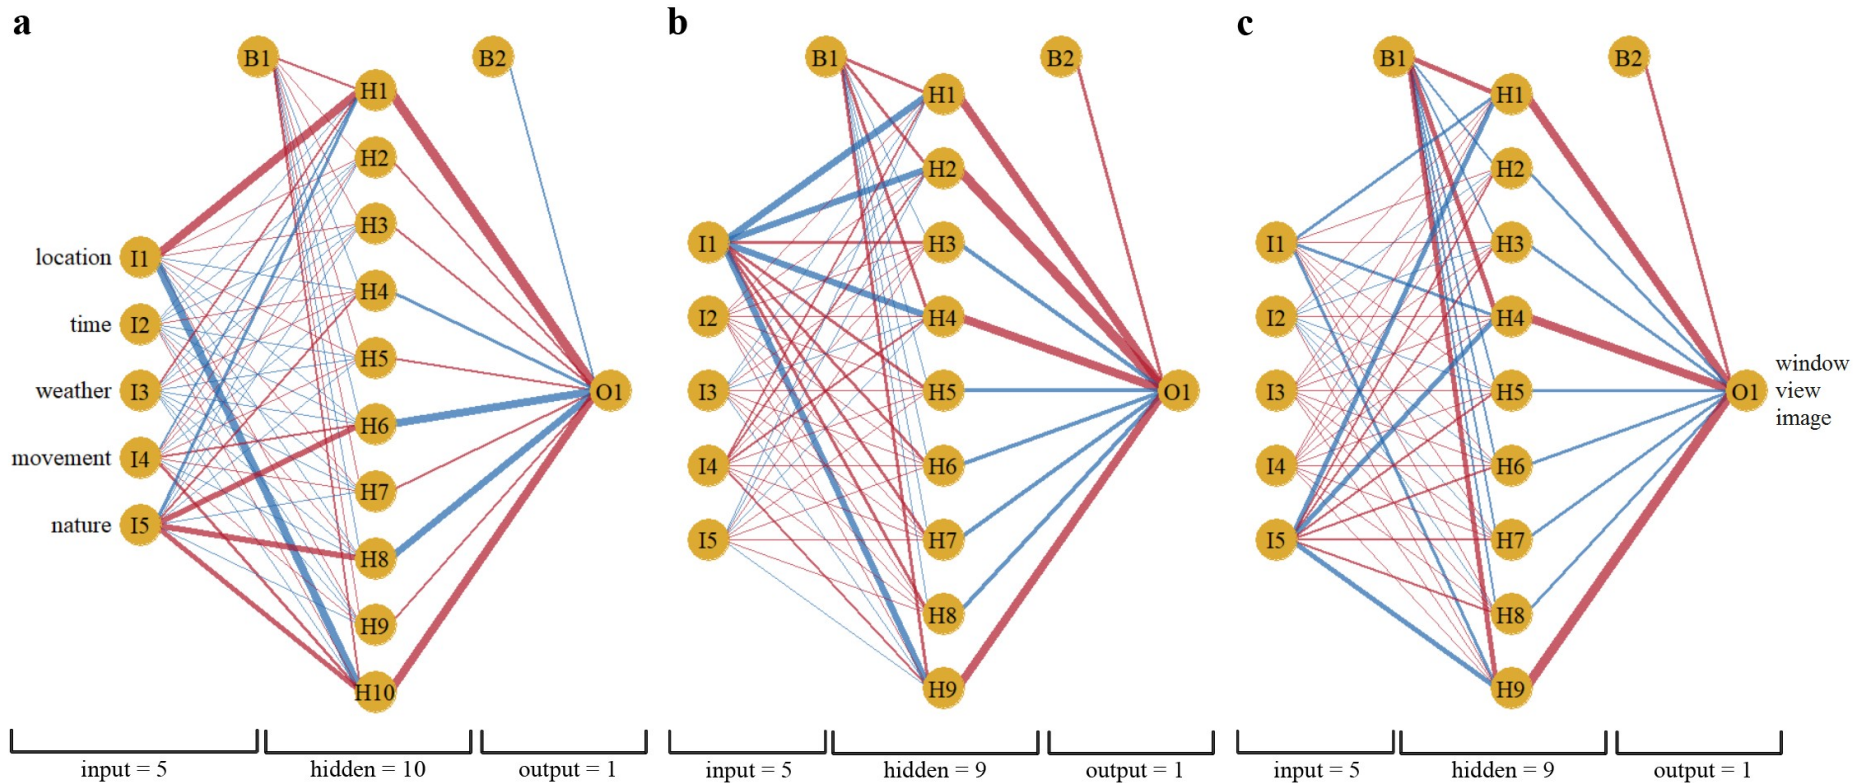 a
B1
B2
H1
H2
H3
H4
H5
H6
H7
H8
H9
H10
location I1
time I2
weather I3
movement I4
nature I5
O1
input = 5
hidden = 10
output = 1
b
B1
B2
H1
H2
H3
H4
H5
H6
H7
H8
H9
I1
I2
I3
I4
I5
O1
input = 5
hidden = 9
output = 1
c
B1
B2
H1
H2
H3
H4
H5
H6
H7
H8
H9
I1
I2
I3
I4
I5
O1
window
view
image
input = 5
hidden = 9
output = 1